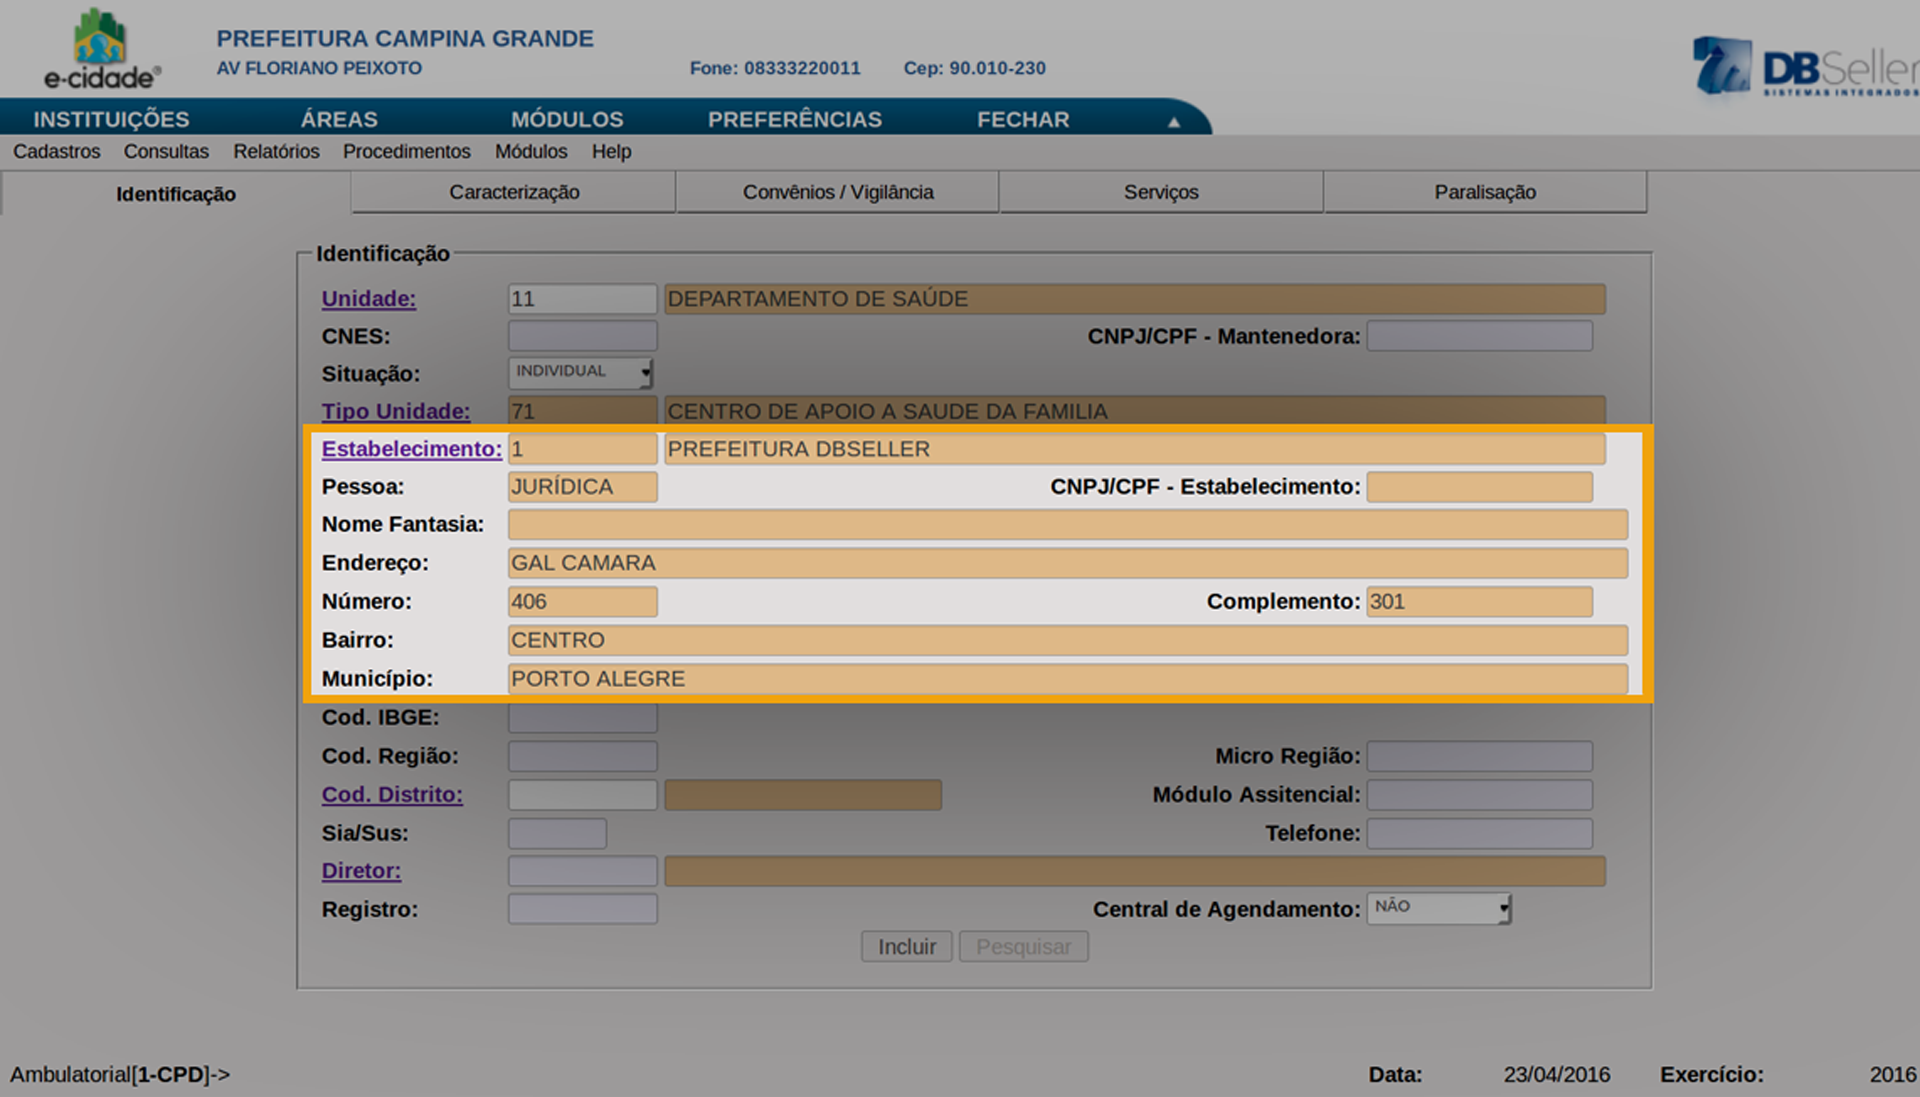 e-cidade®
PREFEITURA CAMPINA GRANDE
AV FLORIANO PEIXOTO Fone: 08333220011 Cep: 90.010-230
DBSeller
SISTEMAS INTEGRADOS
INSTITUIÇÕES ÁREAS MÓDULOS PREFERÊNCIAS FECHAR ▲
Cadastros Consultas Relatórios Procedimentos Módulos Help
Identificação Caracterização Convênios / Vigilância Serviços Paralisação
Identificação
Unidade: 11 DEPARTAMENTO DE SAÚDE
CNES: CNPJ/CPF - Mantenedora:
Situação: INDIVIDUAL
Tipo Unidade: 71 CENTRO DE APOIO A SAUDE DA FAMILIA
Estabelecimento: 1 PREFEITURA DBSELLER
Pessoa: JURÍDICA CNPJ/CPF - Estabelecimento:
Nome Fantasia:
Endereço: GAL CAMARA
Número: 406 Complemento: 301
Bairro: CENTRO
Município: PORTO ALEGRE
Cod. IBGE:
Cod. Região: Micro Região:
Cod. Distrito: Módulo Assitencial:
Sia/Sus: Telefone:
Diretor:
Registro: Central de Agendamento: NÃO
Incluir Pesquisar
Ambulatorial[1-CPD]-> Data: 23/04/2016 Exercício: 2016